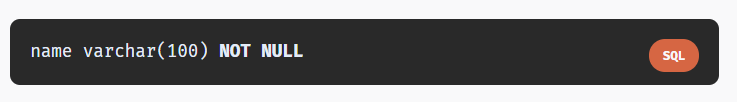 name varchar(100) NOT NULL
SQL